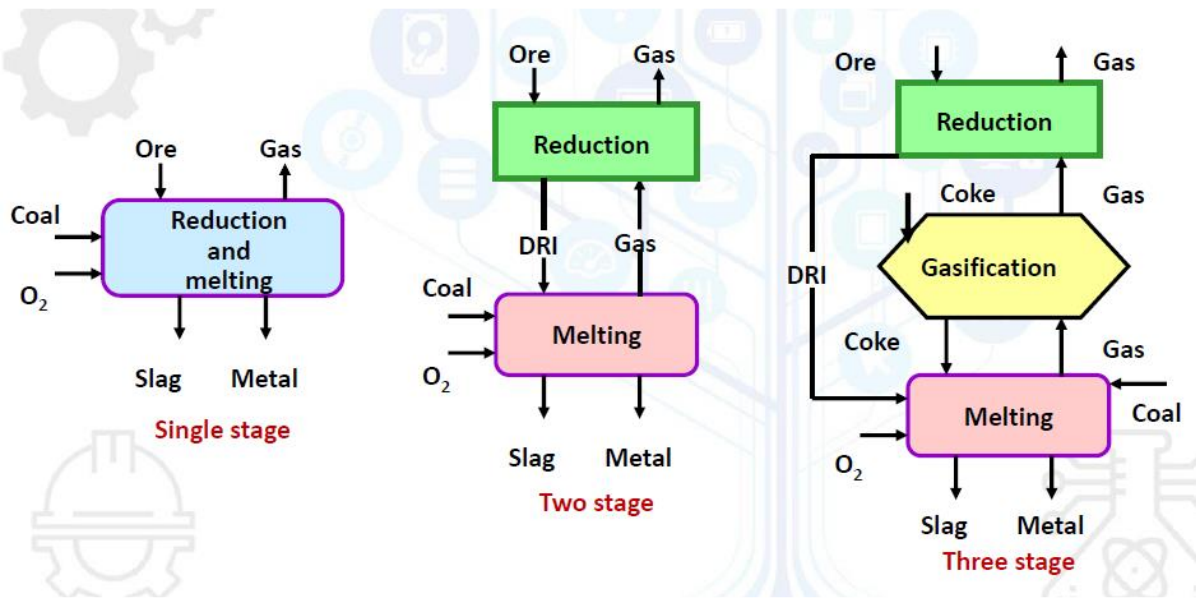 Ore
Gas
Coal
O₂
Reduction
and
melting
Slag
Metal
Single stage
Ore
Gas
Reduction
DRI
Gas
Coal
O₂
Melting
Slag
Metal
Two stage
Ore
Gas
Reduction
Coke
Gas
DRI
Gasification
Coke
Gas
Melting
Coal
O₂
Slag
Metal
Three stage